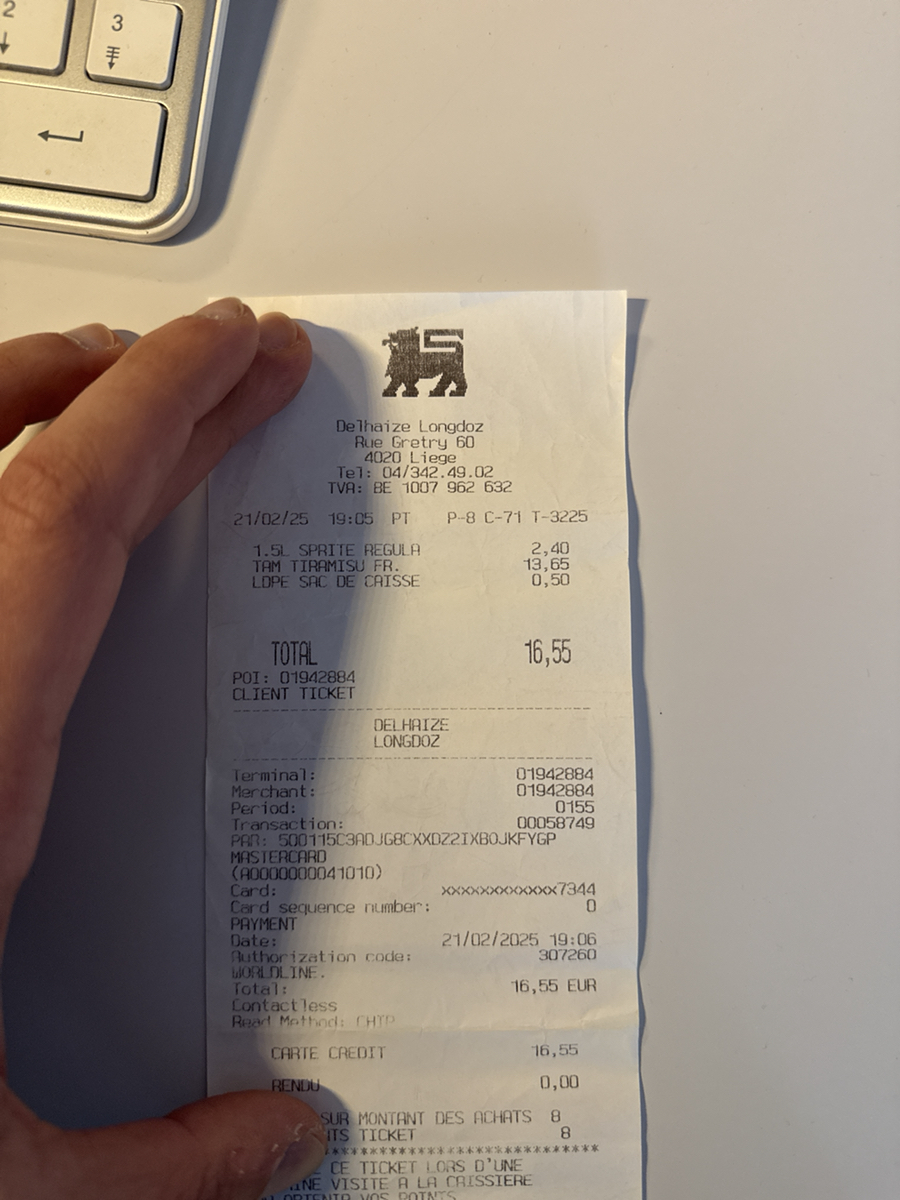 2
3
Delhaize Longdoz
Rue Gretry 60
4020 Liege
Tel: 04/342.49.02
TVA: BE 1007 962 632
21/02/25 19:05 PT P-8 C-71 T-3225
1.5L SPRITE REGULA 2,40
TAM TIRAMISU FR. 13,65
LDPE SAC DE CAISSE 0,50
TOTAL 16,55
POI: 01942884
CLIENT TICKET
DELHAIZE
LONGDOZ
Terminal: 01942884
Merchant: 01942884
Period: 0155
Transaction: 00058749
PAR: 500115C3ADJG8CXXDZ2IXBOJKFYGP
MASTERCARD
(A0000000041010)
Card: xxxxxxxxxxxx7344
Card sequence number: 0
PAYMENT
Date: 21/02/2025 19:06
Authorization code: 307260
WORLDLINE.
Total: 16,55 EUR
Contactless
Read Method: CHIP
CARTE CREDIT 16,55
RENDU 0,00
SUR MONTANT DES ACHATS 8
TICKET 8
CE TICKET LORS D'UNE
VISITE A LA CAISSIERE
VOS POINTS